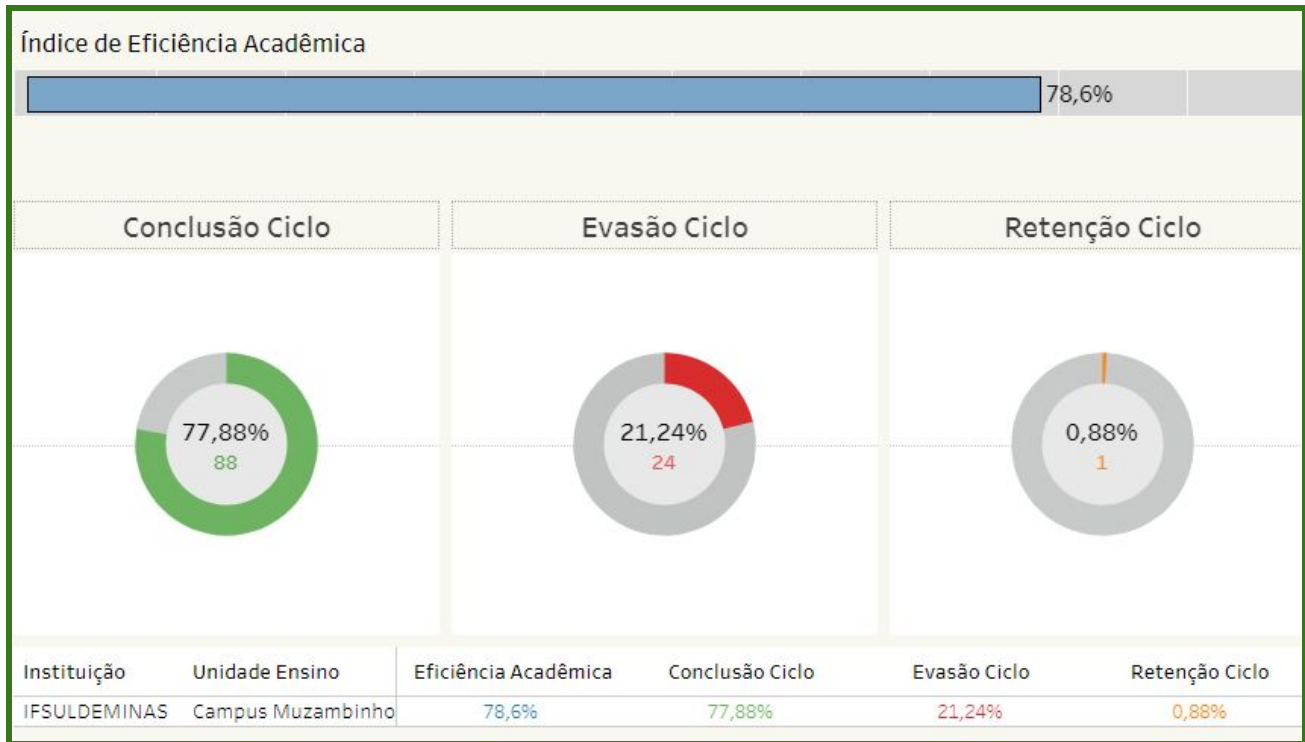 Índice de Eficiência Acadêmica
78,6%
Conclusão Ciclo Evasão Ciclo Retenção Ciclo
77,88% 21,24% 0,88%
88 24 1
Instituição Unidade Ensino Eficiência Acadêmica Conclusão Ciclo Evasão Ciclo Retenção Ciclo
IFSULDEMINAS Campus Muzambinho 78,6% 77,88% 21,24% 0,88%